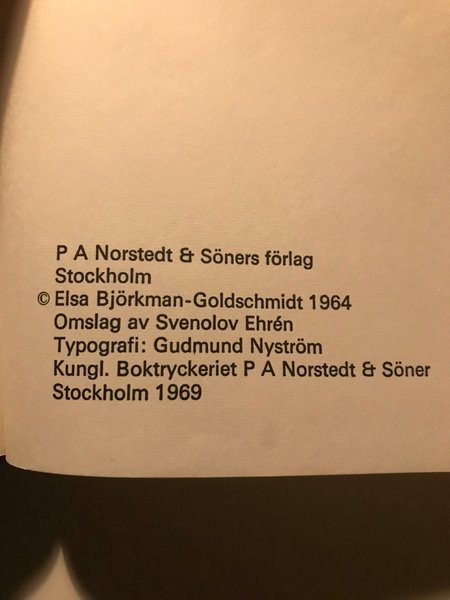 P A Norstedt & Söners förlag
Stockholm
© Elsa Björkman-Goldschmidt 1964
Omslag av Svenolov Ehrén
Typografi: Gudmund Nyström
Kungl. Boktryckeriet P A Norstedt & Söner
Stockholm 1969